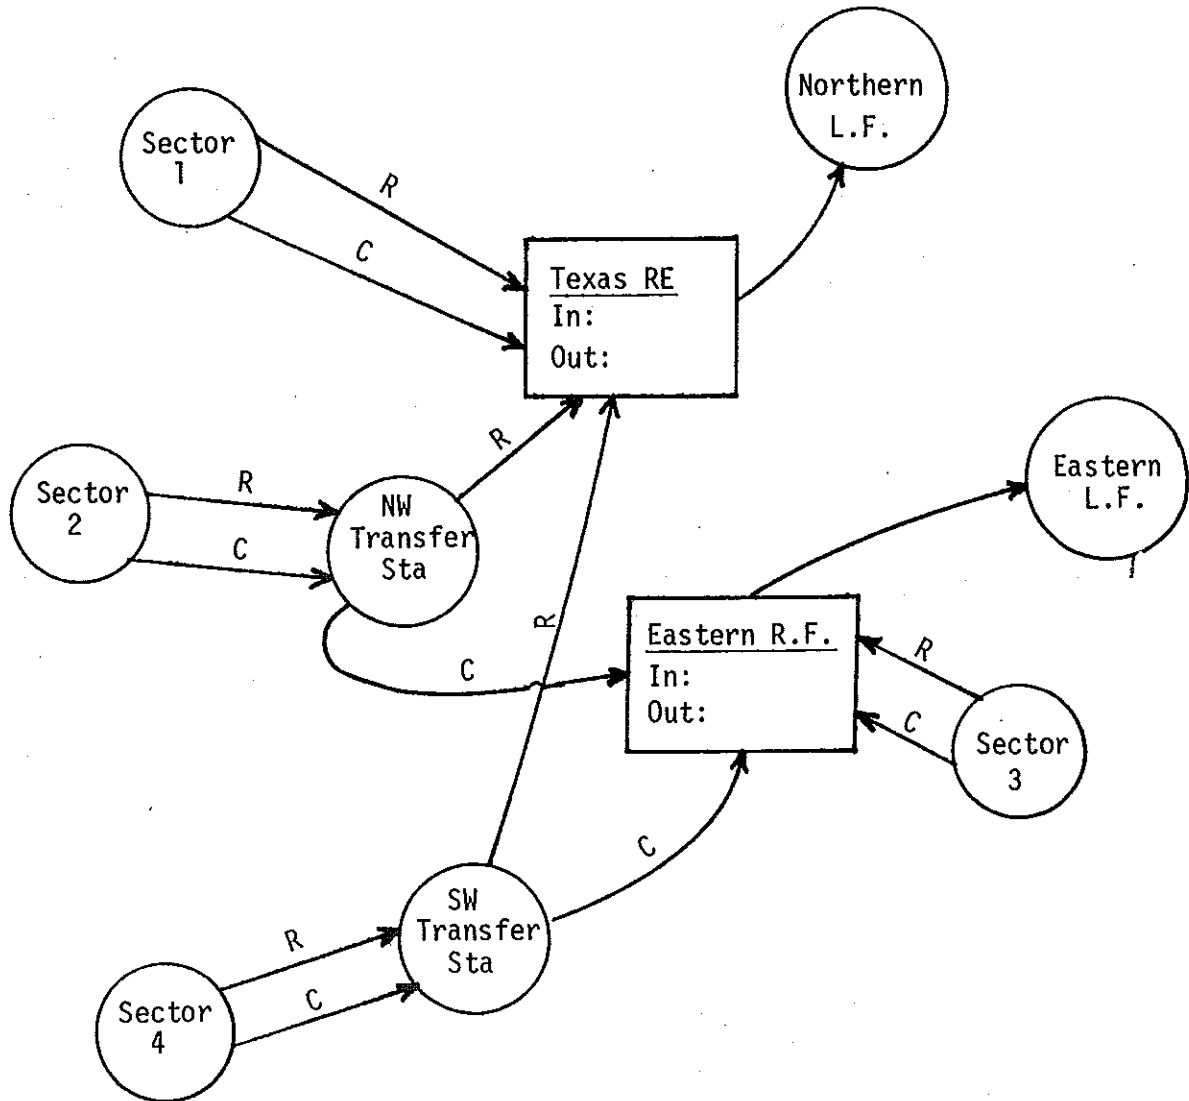 Northern
L.F.
Sector
1
R
C
Texas RE
In:
Out:
R
Eastern
L.F.
Sector
2
R
C
NW
Transfer
Sta
R
C
Eastern R.F.
In:
Out:
R
C
Sector
3
C
SW
Transfer
Sta
R
C
Sector
4